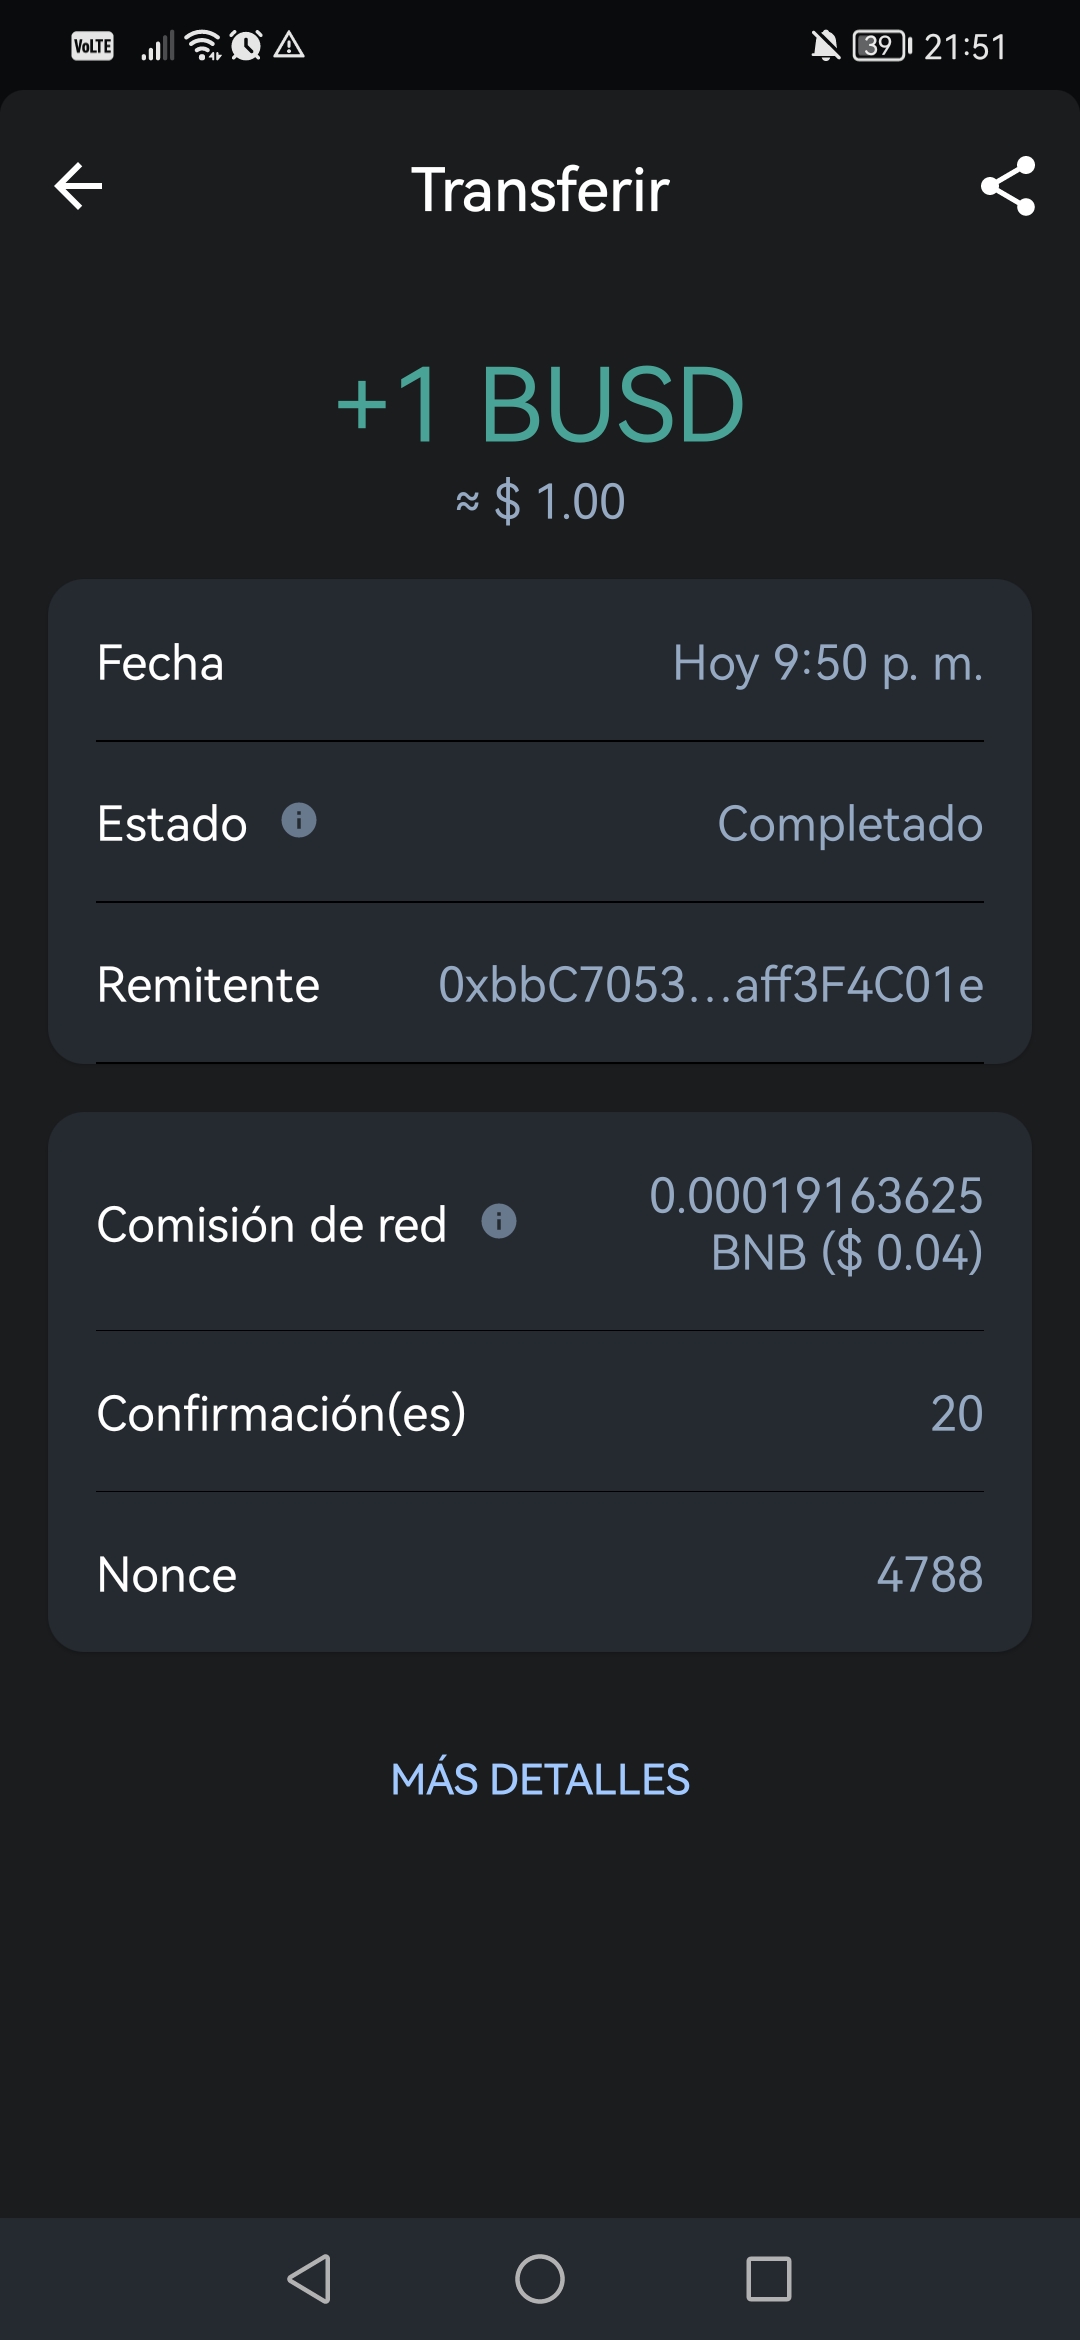 VoLTE 39 21:51
Transferir
+1 BUSD
≈ $ 1.00
Fecha Hoy 9:50 p. m.
Estado Completado
Remitente 0xbbC7053...aff3F4C01e
Comisión de red 0.00019163625
BNB ($ 0.04)
Confirmación(es) 20
Nonce 4788
MÁS DETALLES